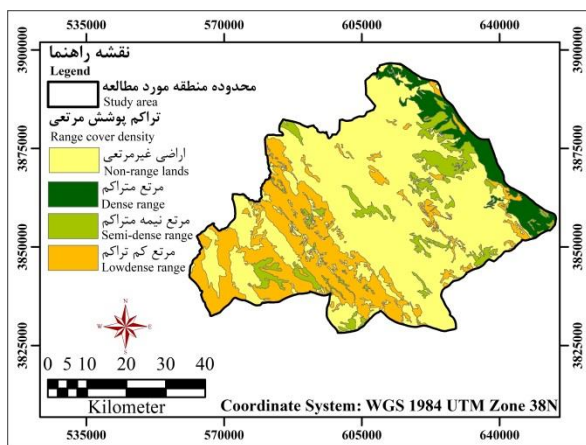 535000 570000 605000 640000
3900000 3900000
نقشه راهنما
Legend
محدوده منطقه مورد مطالعه
Study area
تراکم پوشش مرتعی
Range cover density
اراضی غیرمرتعی
Non-range lands
مرتع متراکم
Dense range
مرتع نیمه متراکم
Semi-dense range
مرتع کم تراکم
Lowdense range
3875000 3875000
3850000 3850000
3825000 3825000
N
W E
S
0 5 10 20 30 40
Kilometer
Coordinate System: WGS 1984 UTM Zone 38N
535000 570000 605000 640000